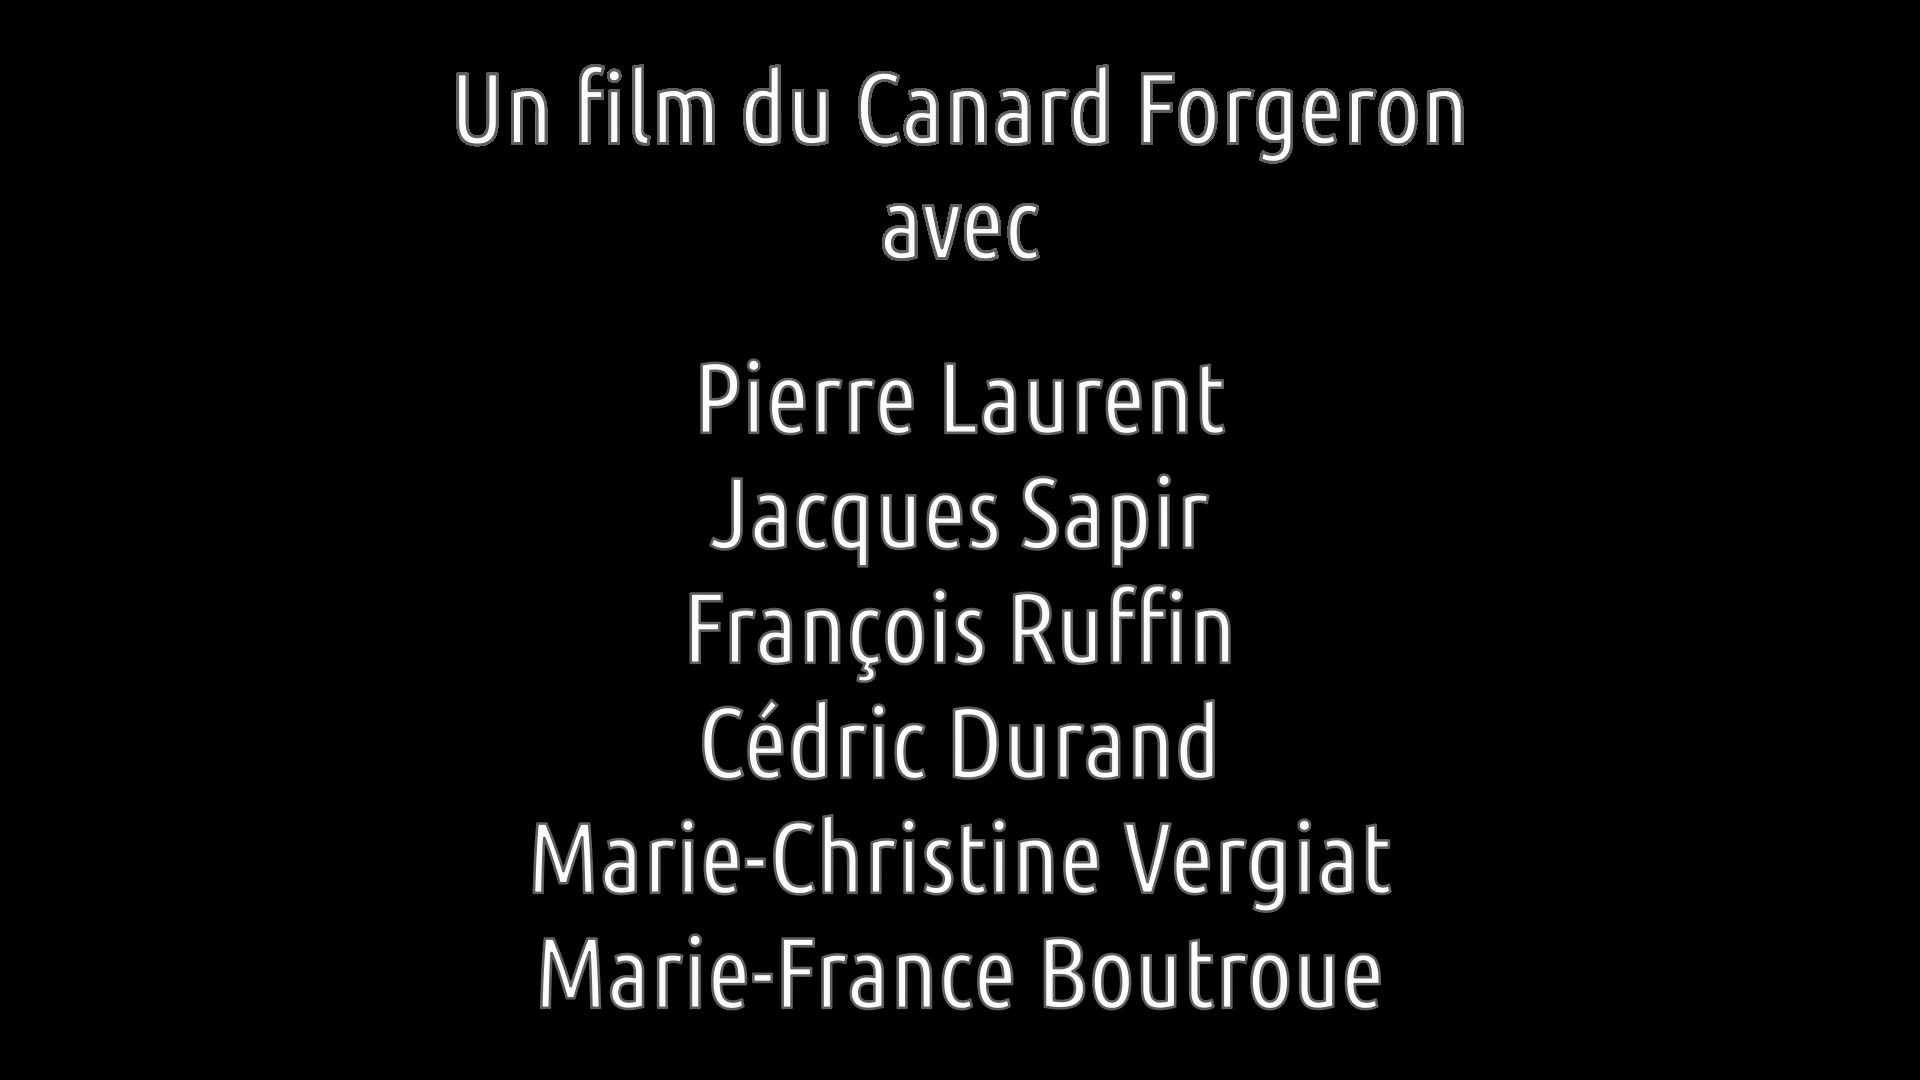 Un film du Canard Forgeron
avec
Pierre Laurent
Jacques Sapir
François Ruffin
Cédric Durand
Marie-Christine Vergiat
Marie-France Boutroue